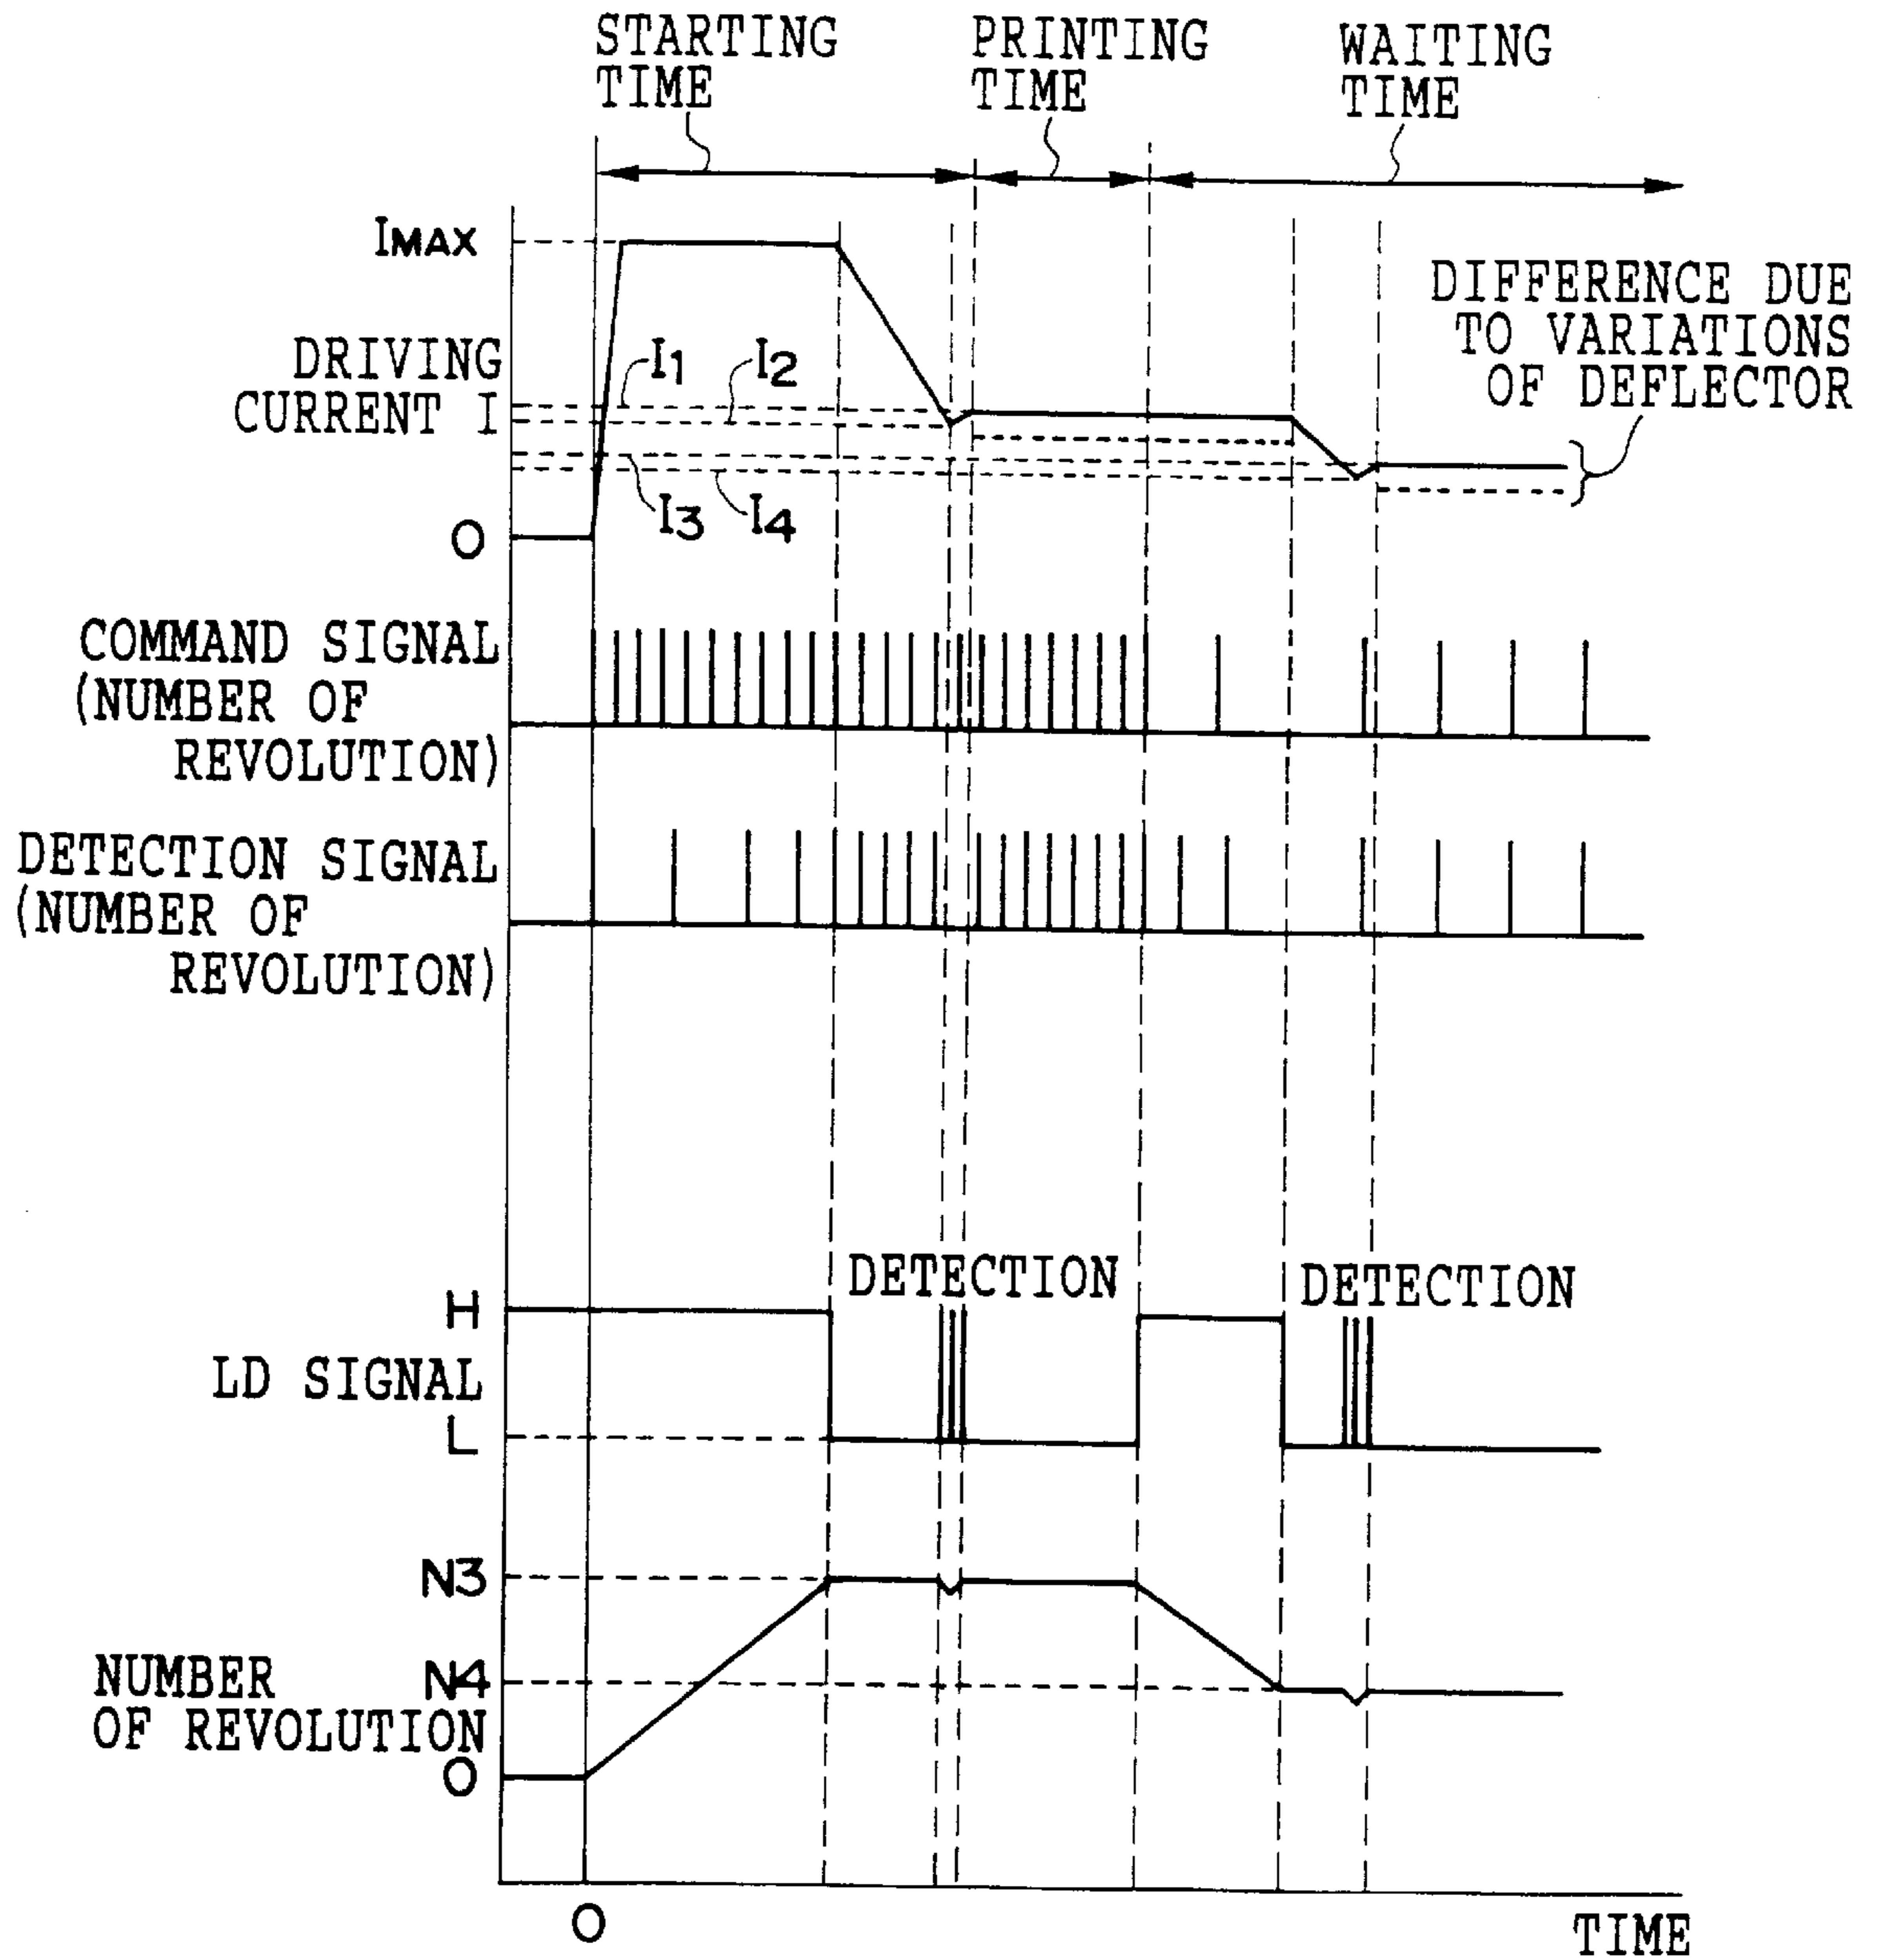 STARTING
TIME
PRINTING
TIME
WAITING
TIME
IMAX
DRIVING
CURRENT I
I1
I2
I3
I4
O
DIFFERENCE DUE
TO VARIATIONS
OF DEFLECTOR
COMMAND SIGNAL
(NUMBER OF
REVOLUTION)
DETECTION SIGNAL
(NUMBER OF
REVOLUTION)
DETECTION
DETECTION
H
LD SIGNAL
L
N3
N4
NUMBER
OF REVOLUTION
O
O
TIME